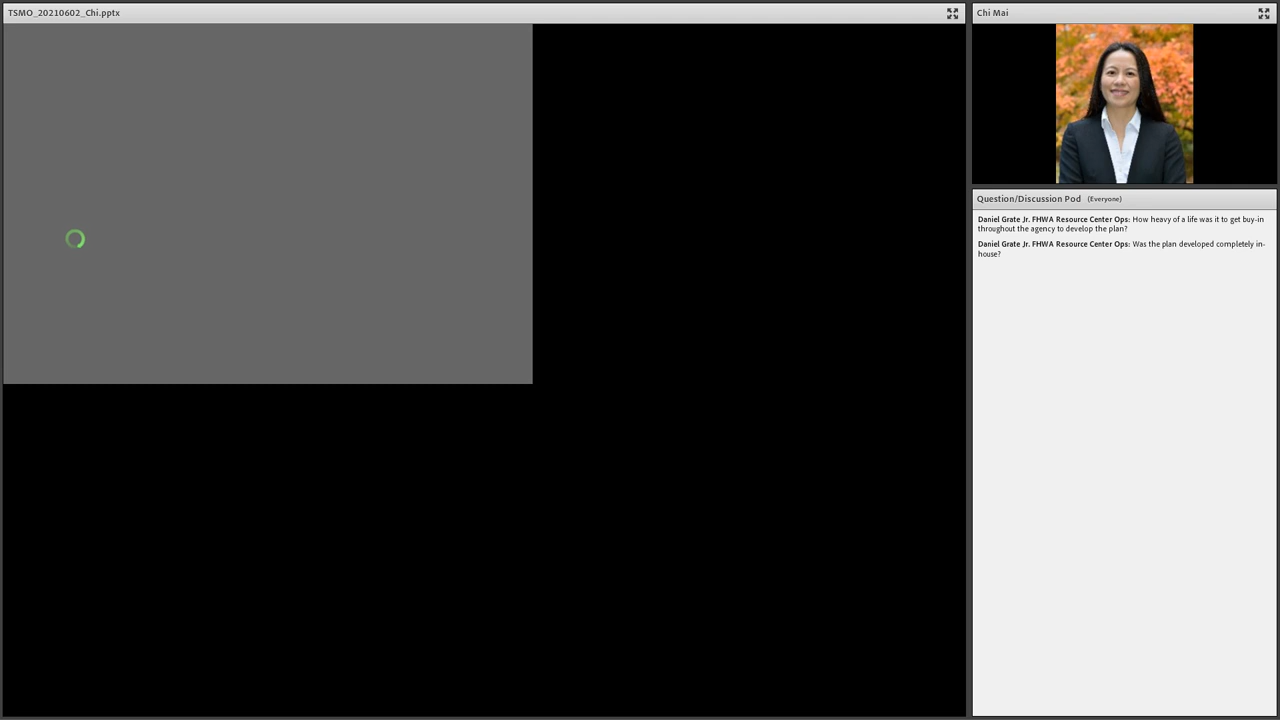 TSMO_20210602_Chi.pptx
Chi Mai
Question/Discussion Pod (Everyone)
Daniel Grate Jr. FHWA Resource Center Ops: How heavy of a life was it to get buy-in
throughout the agency to develop the plan?
Daniel Grate Jr. FHWA Resource Center Ops: Was the plan developed completely in-
house?